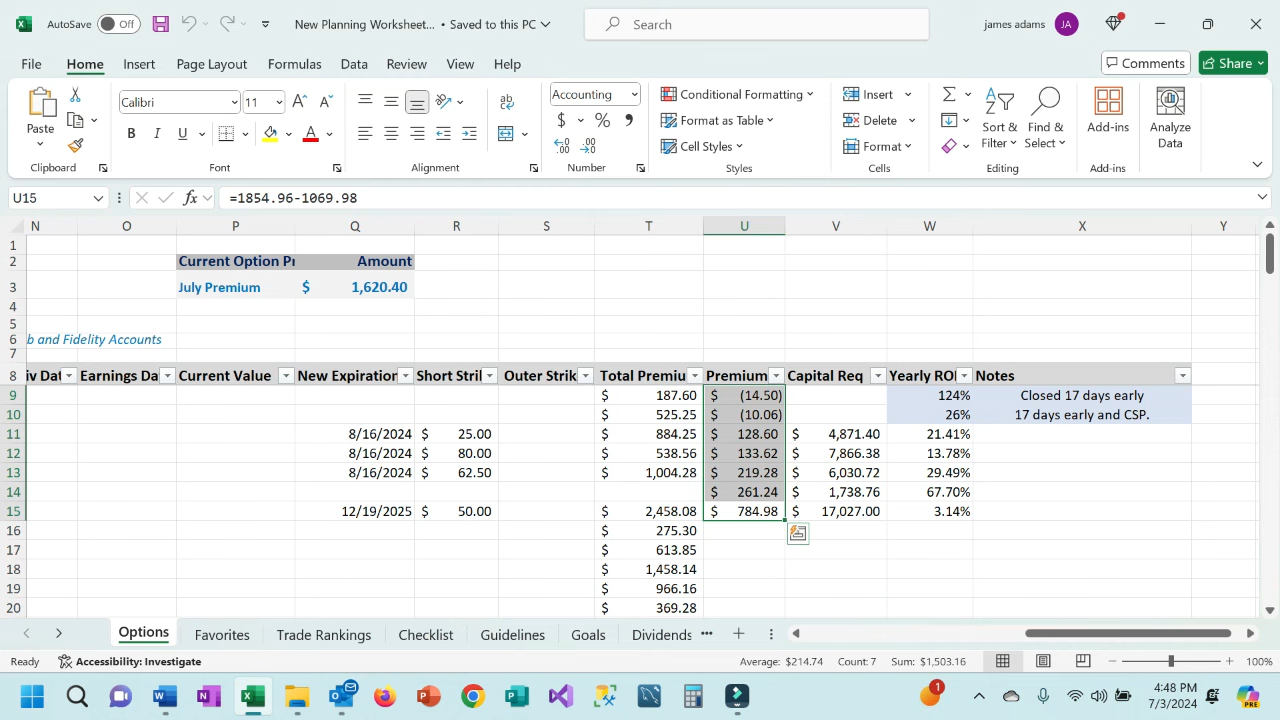 AutoSave Off New Planning Worksheet... • Saved to this PC Search james adams JA
File Home Insert Page Layout Formulas Data Review View Help Comments Share
Paste Calibri 11 Accounting Conditional Formatting Insert Sort & Filter Find & Select Add-ins Analyze Data
Format as Table Delete
B I U $ % , Cell Styles Format
Clipboard Font Alignment Number Styles Cells Editing Add-ins
U15 fx =1854.96-1069.98
N O P Q R S T U V W X Y
1
2 Current Option Pr Amount
3 July Premium $ 1,620.40
4
5
6 b and Fidelity Accounts
7
8 iv Dat Earnings Da Current Value New Expiration Short Stril Outer Strik Total Premiu Premium Capital Req Yearly ROI Notes
9 $ 187.60 $ (14.50) 124% Closed 17 days early
10 $ 525.25 $ (10.06) 26% 17 days early and CSP.
11 8/16/2024 $ 25.00 $ 884.25 $ 128.60 $ 4,871.40 21.41%
12 8/16/2024 $ 80.00 $ 538.56 $ 133.62 $ 7,866.38 13.78%
13 8/16/2024 $ 62.50 $ 1,004.28 $ 219.28 $ 6,030.72 29.49%
14 $ 261.24 $ 1,738.76 67.70%
15 12/19/2025 $ 50.00 $ 2,458.08 $ 784.98 $ 17,027.00 3.14%
16 $ 275.30
17 $ 613.85
18 $ 1,458.14
19 $ 966.16
20 $ 369.28
Options Favorites Trade Rankings Checklist Guidelines Goals Dividends ...
Ready Accessibility: Investigate Average: $214.74 Count: 7 Sum: $1,503.16 100%
1 4:48 PM
7/3/2024
PRE